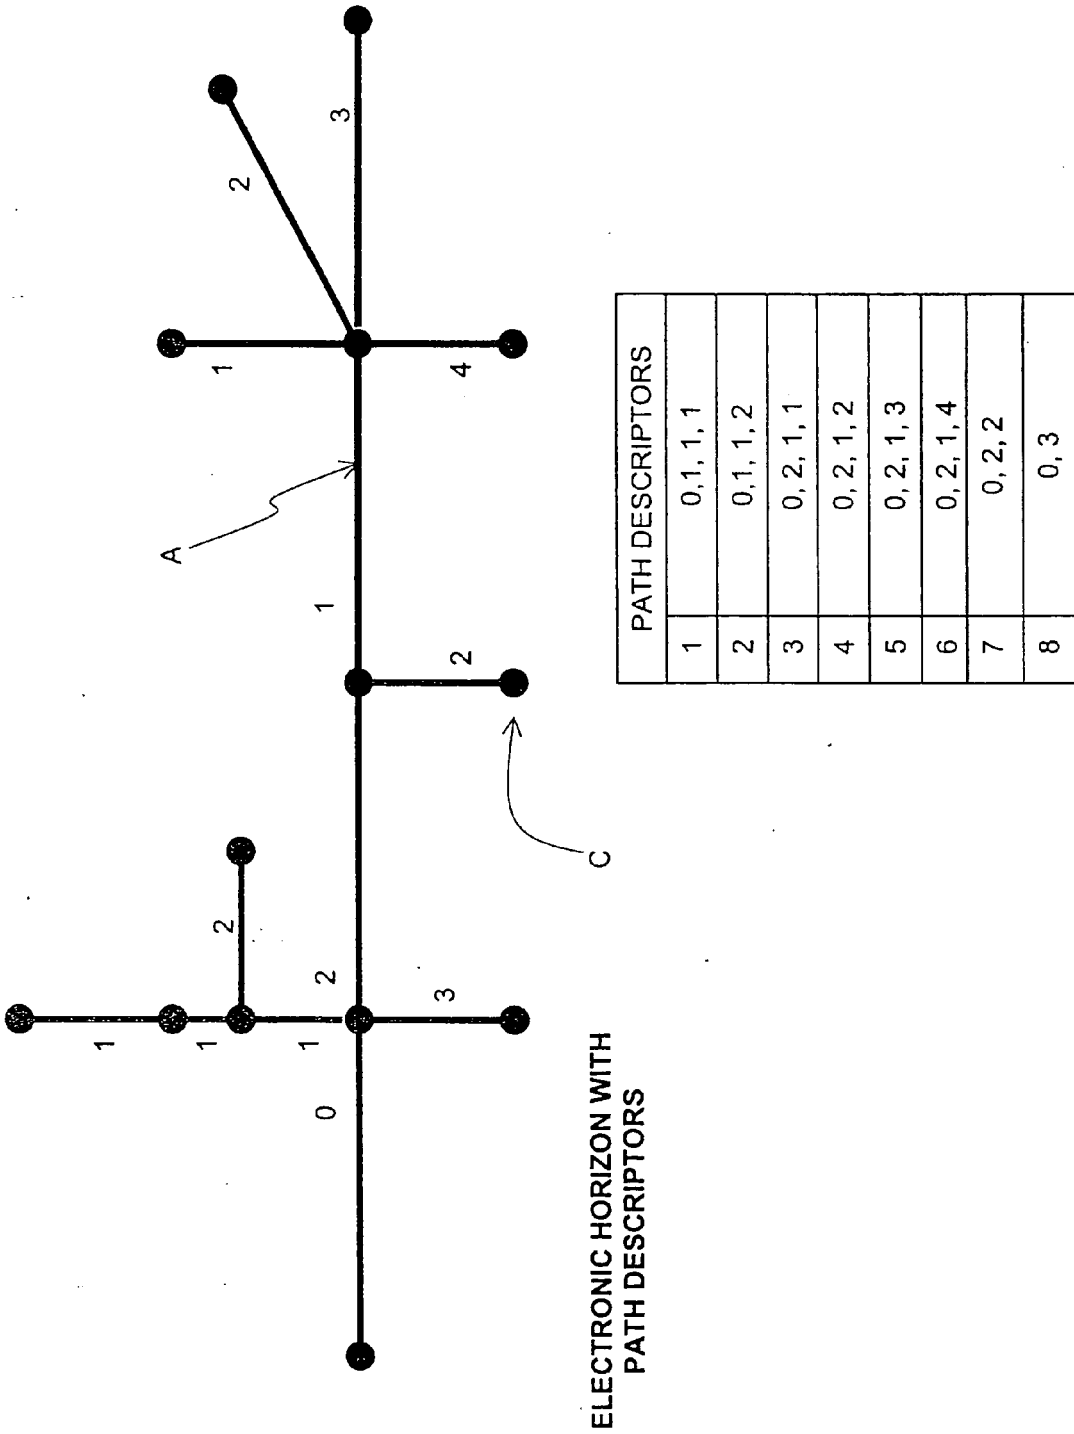 1
A
1
2
1
2
1
0
2
1
3
3
2
4
C
ELECTRONIC HORIZON WITH
PATH DESCRIPTORS
PATH DESCRIPTORS
1 0,1, 1, 1
2 0,1, 1, 2
3 0, 2, 1, 1
4 0, 2, 1, 2
5 0, 2, 1, 3
6 0, 2, 1, 4
7 0, 2, 2
8 0, 3